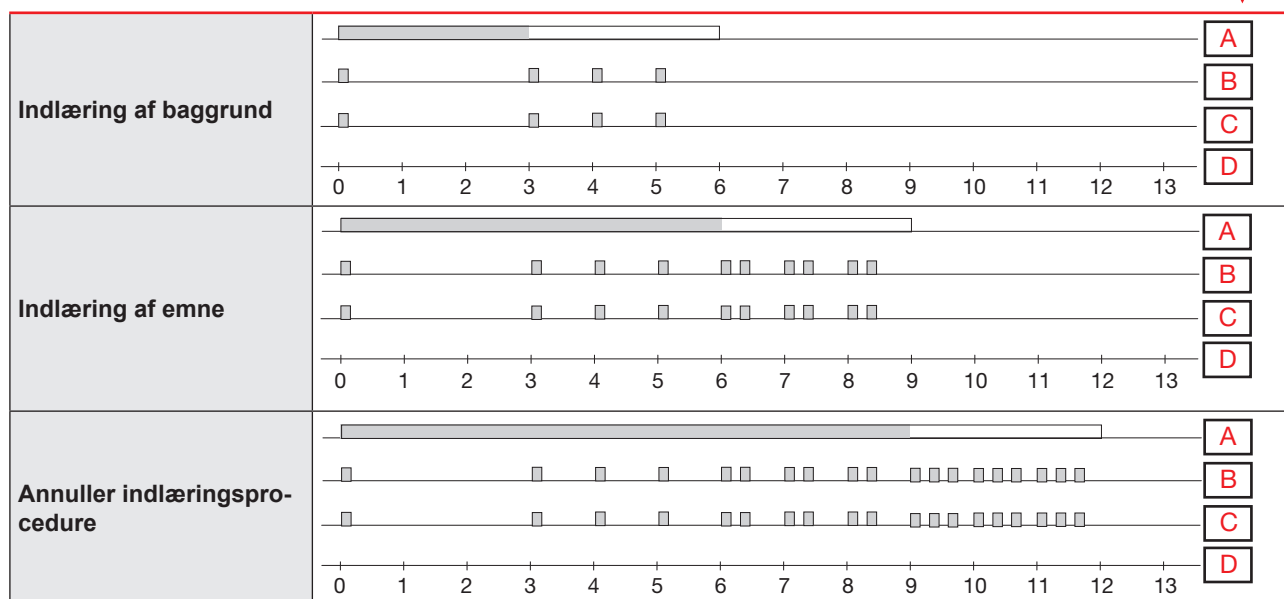 Indlæring af baggrund
A
B
C
D
0 1 2 3 4 5 6 7 8 9 10 11 12 13
Indlæring af emne
A
B
C
D
0 1 2 3 4 5 6 7 8 9 10 11 12 13
Annuller indlæringspro-
cedure
A
B
C
D
0 1 2 3 4 5 6 7 8 9 10 11 12 13